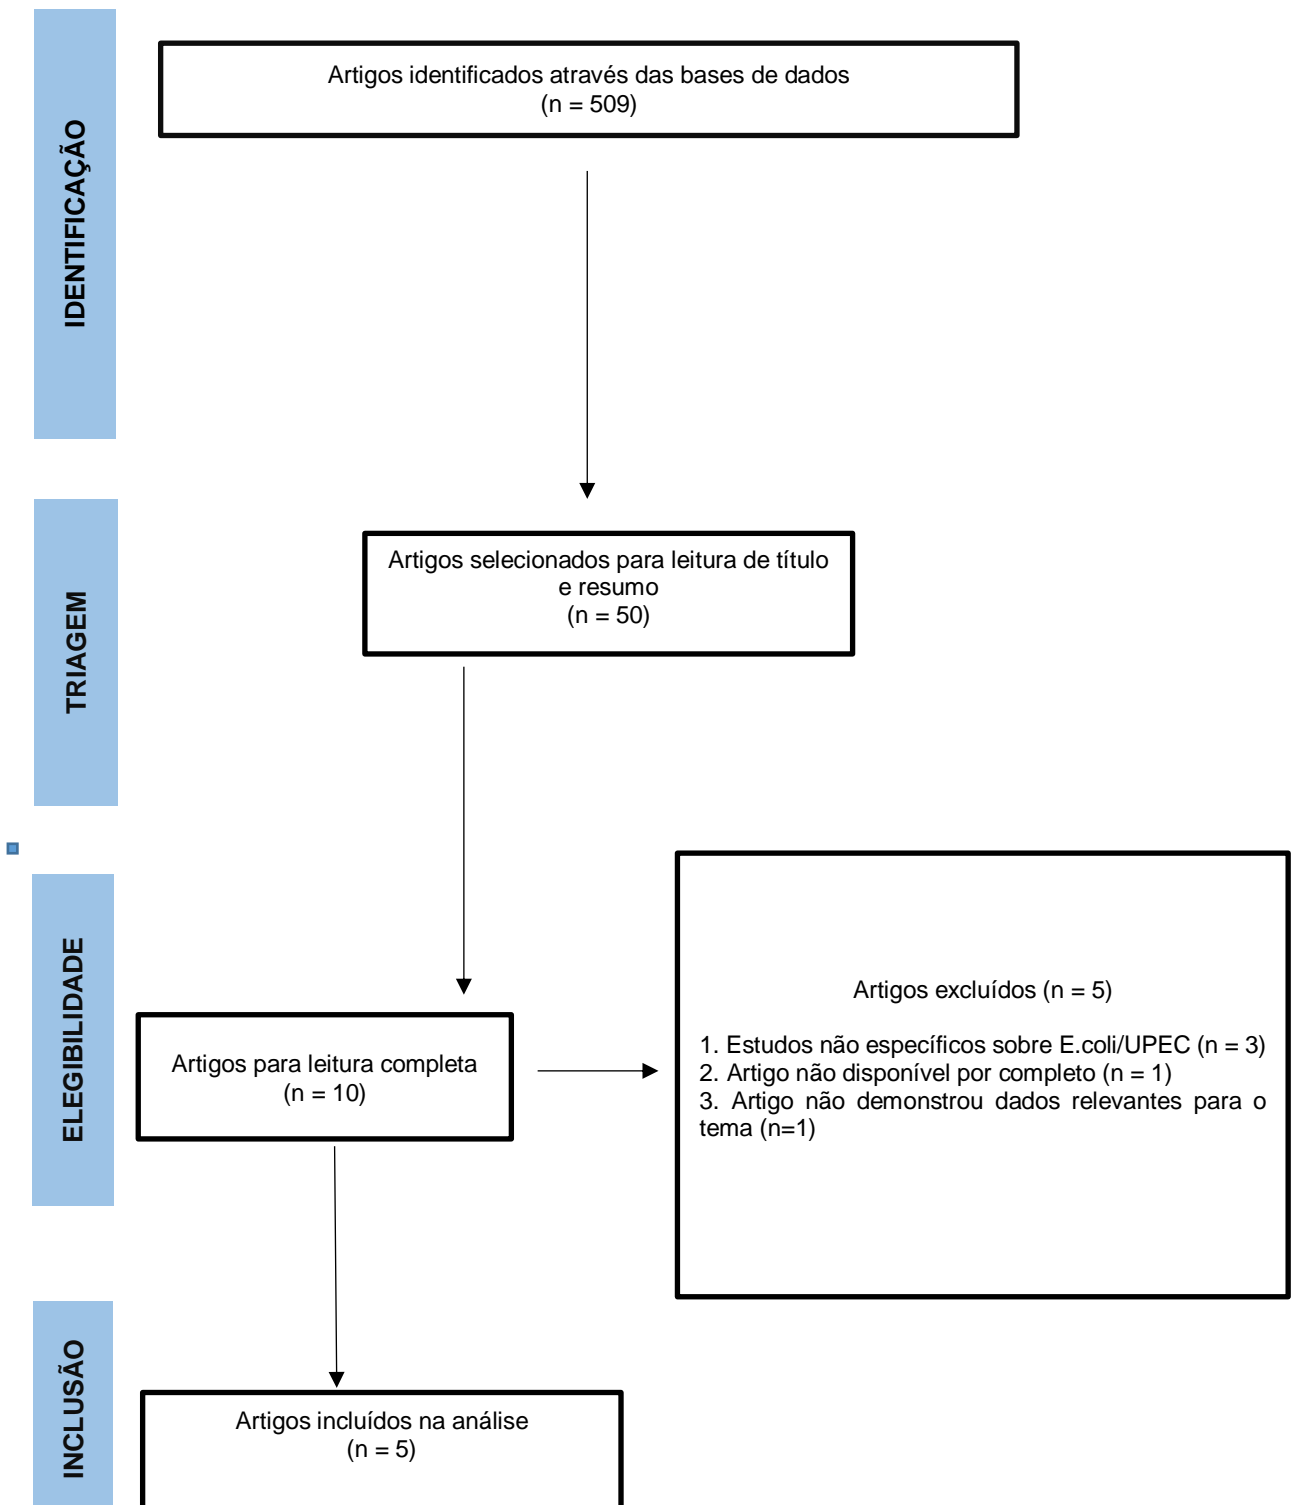 IDENTIFICAÇÃO
Artigos identificados através das bases de dados
(n = 509)
TRIAGEM
Artigos selecionados para leitura de título
e resumo
(n = 50)
ELEGIBILIDADE
Artigos para leitura completa
(n = 10)
Artigos excluídos (n = 5)
1. Estudos não específicos sobre E.coli/UPEC (n = 3)
2. Artigo não disponível por completo (n = 1)
3. Artigo não demonstrou dados relevantes para o
tema (n=1)
INCLUSÃO
Artigos incluídos na análise
(n = 5)